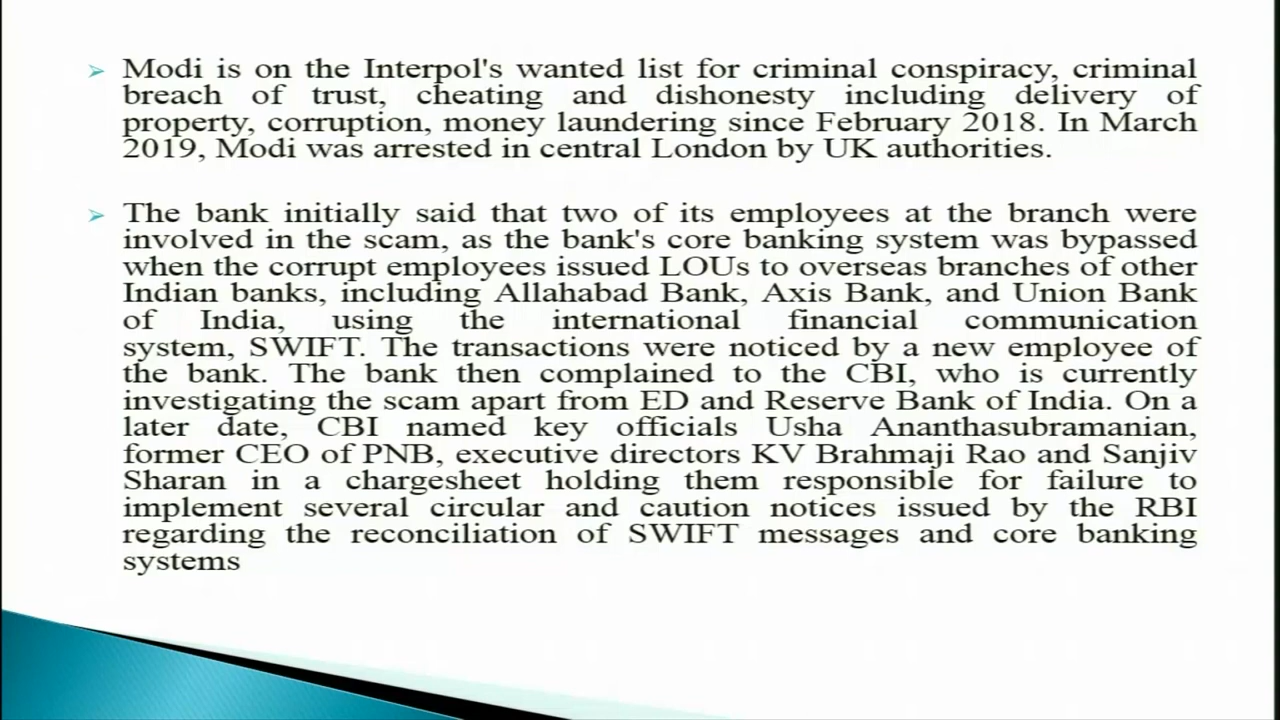 Modi is on the Interpol's wanted list for criminal conspiracy, criminal
breach of trust, cheating and dishonesty including delivery of
property, corruption, money laundering since February 2018. In March
2019, Modi was arrested in central London by UK authorities.
The bank initially said that two of its employees at the branch were
involved in the scam, as the bank's core banking system was bypassed
when the corrupt employees issued LOUs to overseas branches of other
Indian banks, including Allahabad Bank, Axis Bank, and Union Bank
of India, using the international financial communication
system, SWIFT. The transactions were noticed by a new employee of
the bank. The bank then complained to the CBI, who is currently
investigating the scam apart from ED and Reserve Bank of India. On a
later date, CBI named key officials Usha Ananthasubramanian,
former CEO of PNB, executive directors KV Brahmaji Rao and Sanjiv
Sharan in a chargesheet holding them responsible for failure to
implement several circular and caution notices issued by the RBI
regarding the reconciliation of SWIFT messages and core banking
systems